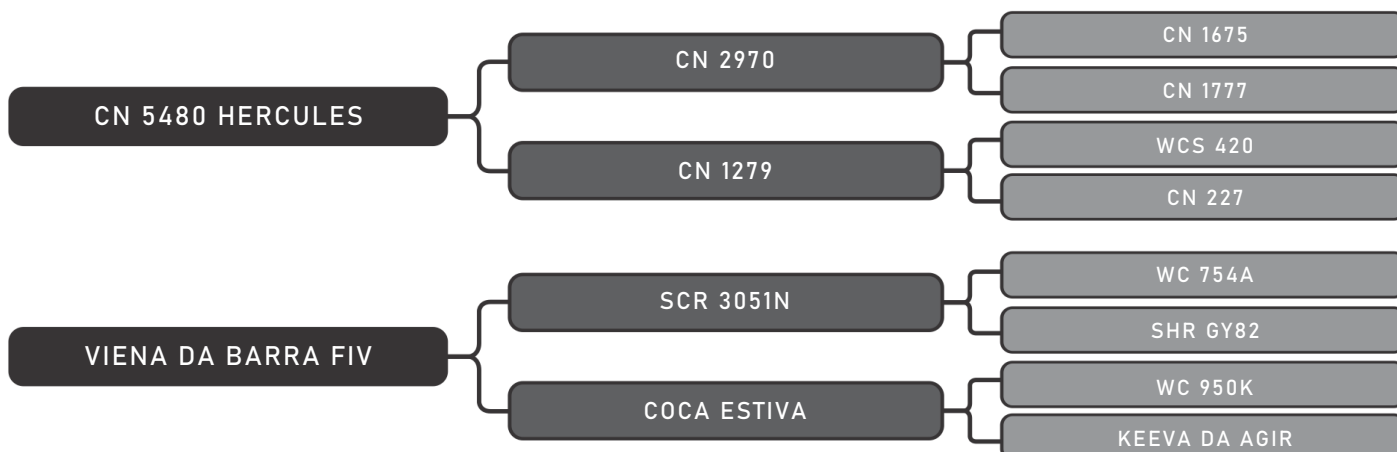 CN 5480 HERCULES
CN 2970
CN 1675
CN 1777
CN 1279
WCS 420
CN 227
VIENA DA BARRA FIV
SCR 3051N
WC 754A
SHR GY82
COCA ESTIVA
WC 950K
KEEVA DA AGIR